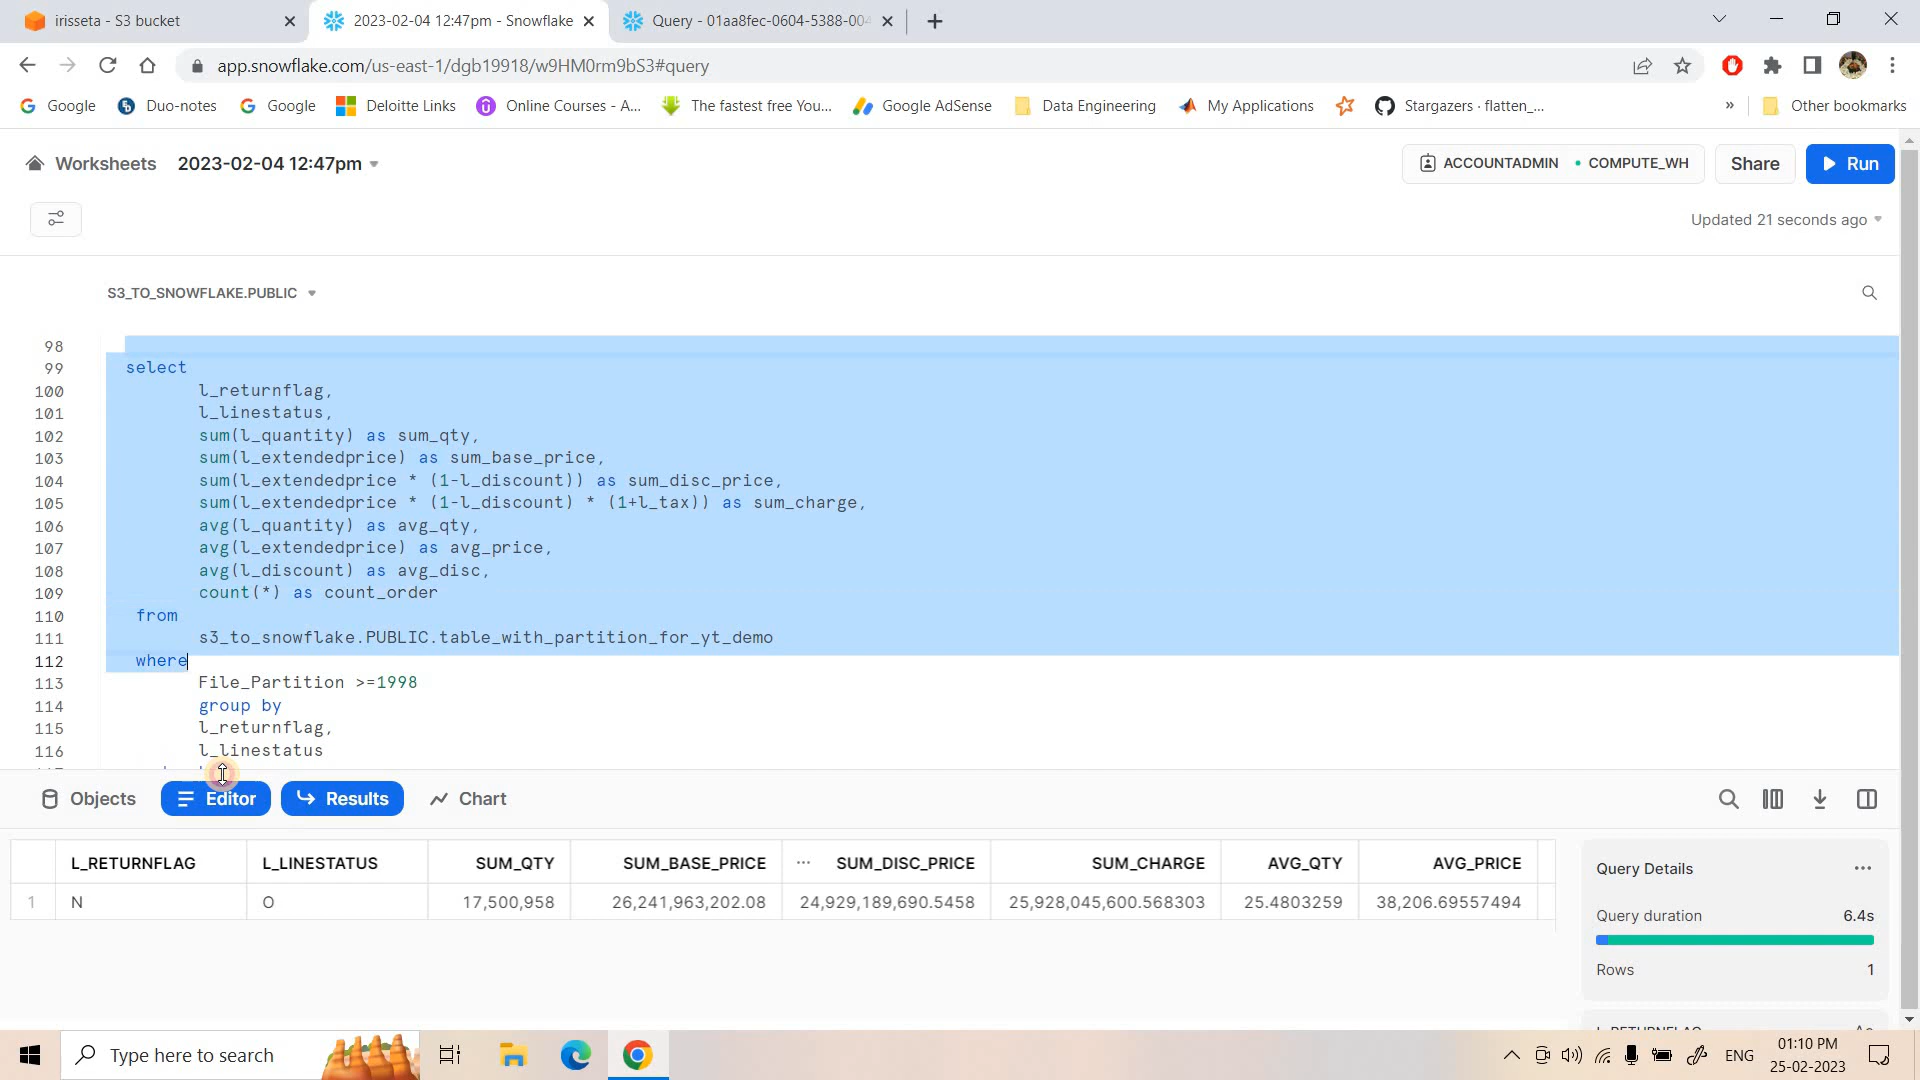 irisseta - S3 bucket
2023-02-04 12:47pm - Snowflake
Query - 01aa8fec-0604-5388-004
app.snowflake.com/us-east-1/dgb19918/w9HM0rm9bS3#query
Google
Duo-notes
Google
Deloitte Links
Online Courses - A...
The fastest free You...
Google AdSense
Data Engineering
My Applications
Stargazers · flatten_...
»
Other bookmarks
Worksheets
2023-02-04 12:47pm
ACCOUNTADMIN
COMPUTE_WH
Share
Run
Updated 21 seconds ago
S3_TO_SNOWFLAKE.PUBLIC
98
99 select
100 l_returnflag,
101 l_linestatus,
102 sum(l_quantity) as sum_qty,
103 sum(l_extendedprice) as sum_base_price,
104 sum(l_extendedprice * (1-l_discount)) as sum_disc_price,
105 sum(l_extendedprice * (1-l_discount) * (1+l_tax)) as sum_charge,
106 avg(l_quantity) as avg_qty,
107 avg(l_extendedprice) as avg_price,
108 avg(l_discount) as avg_disc,
109 count(*) as count_order
110 from
111 s3_to_snowflake.PUBLIC.table_with_partition_for_yt_demo
112 where
113 File_Partition >=1998
114 group by
115 l_returnflag,
116 l_linestatus
Objects
Editor
Results
Chart
L_RETURNFLAG L_LINESTATUS SUM_QTY SUM_BASE_PRICE ··· SUM_DISC_PRICE SUM_CHARGE AVG_QTY AVG_PRICE
1 N O 17,500,958 26,241,963,202.08 24,929,189,690.5458 25,928,045,600.568303 25.4803259 38,206.69557494
Query Details
···
Query duration 6.4s
Rows 1
Type here to search
ENG
01:10 PM
25-02-2023